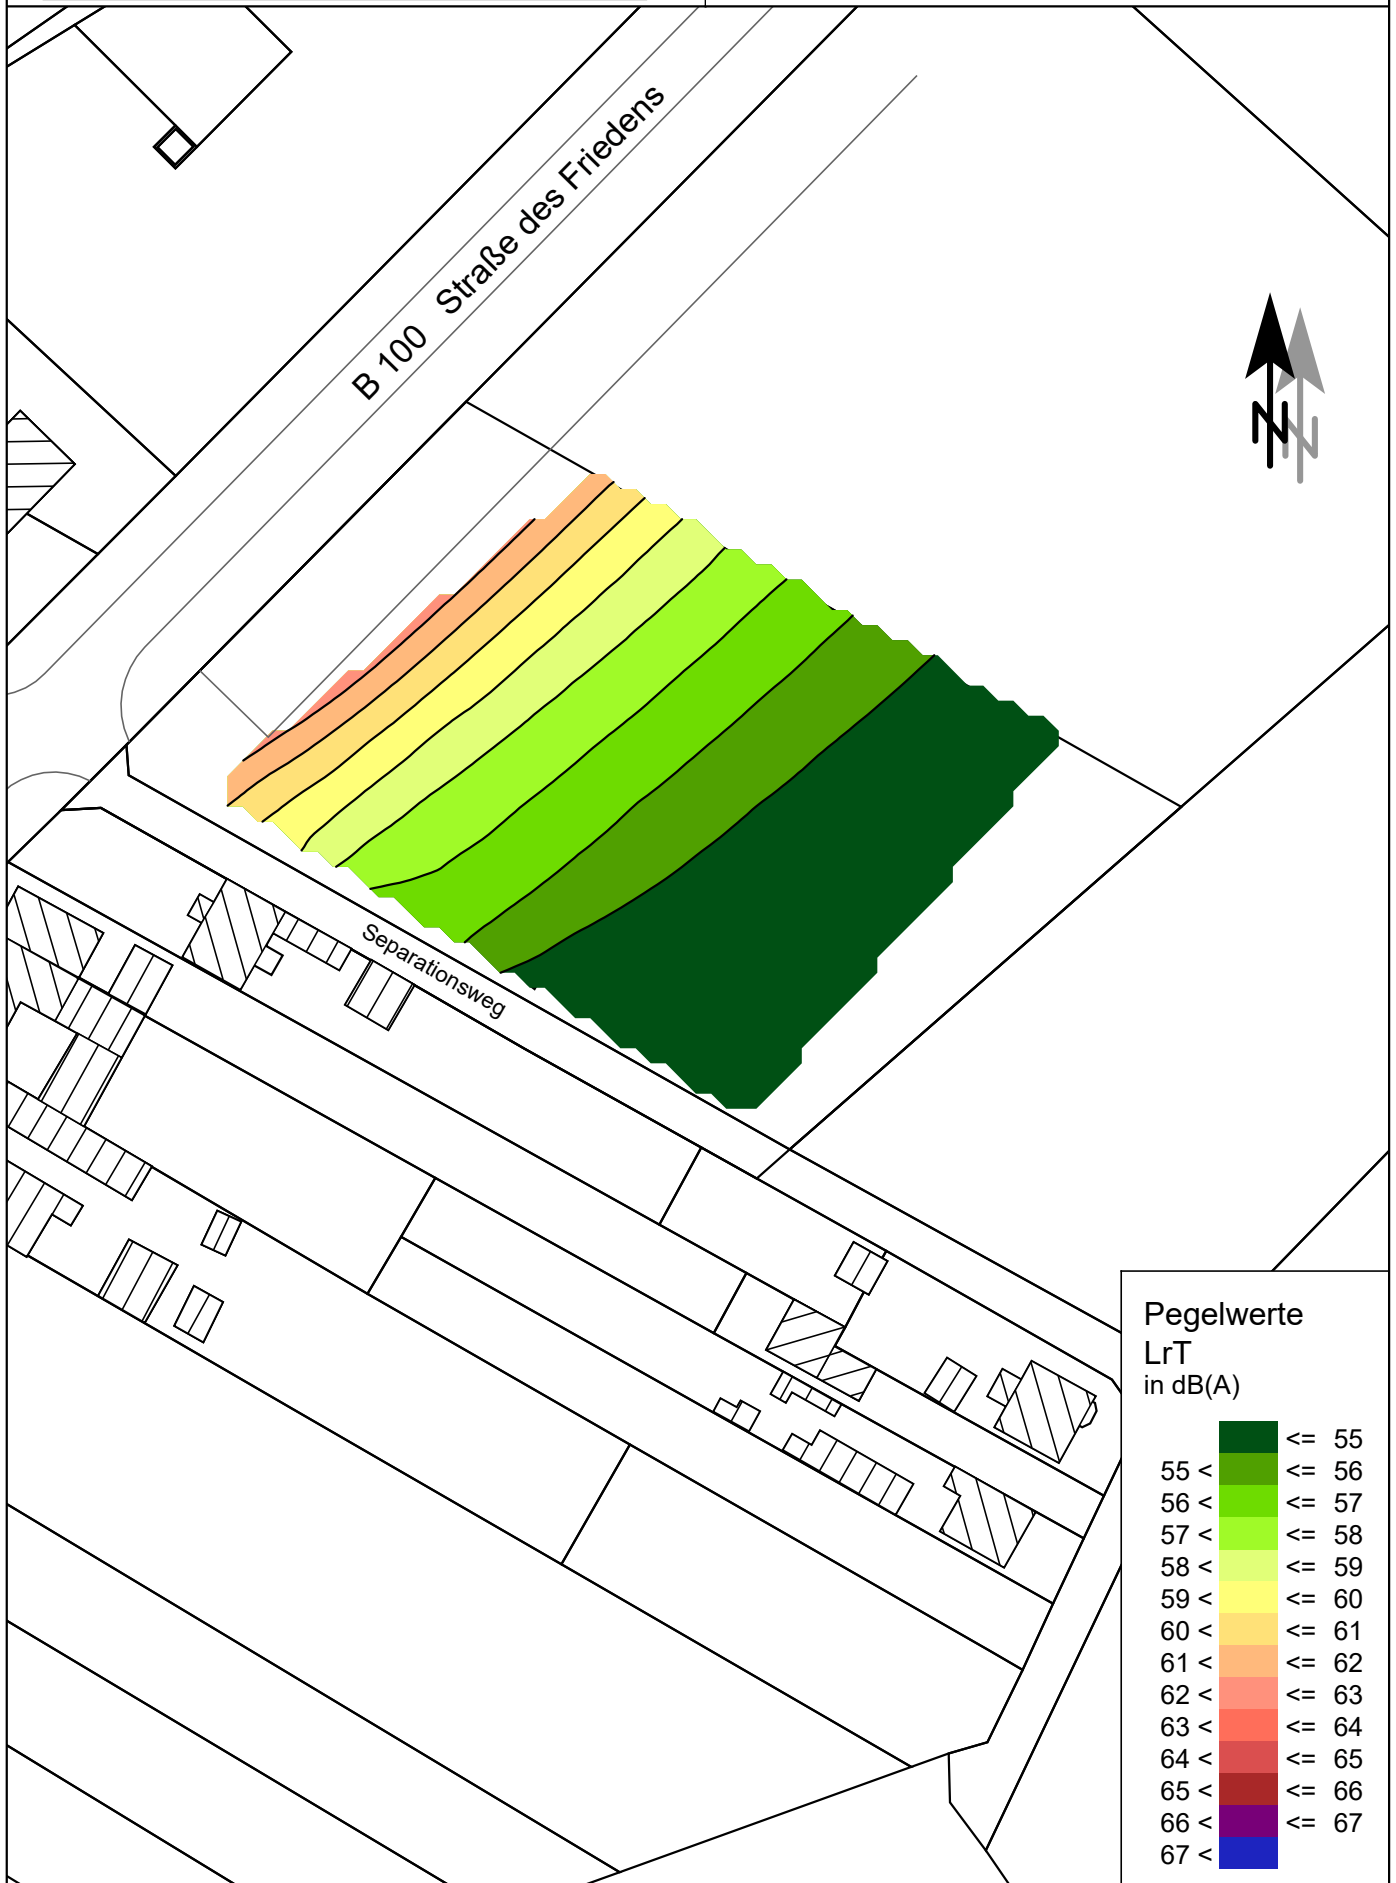 B 100 Straße des Friedens
N
N
Separationsweg
Pegelwerte
LrT
in dB(A)
<= 55
55 < <= 56
56 < <= 57
57 < <= 58
58 < <= 59
59 < <= 60
60 < <= 61
61 < <= 62
62 < <= 63
63 < <= 64
64 < <= 65
65 < <= 66
66 < <= 67
67 <